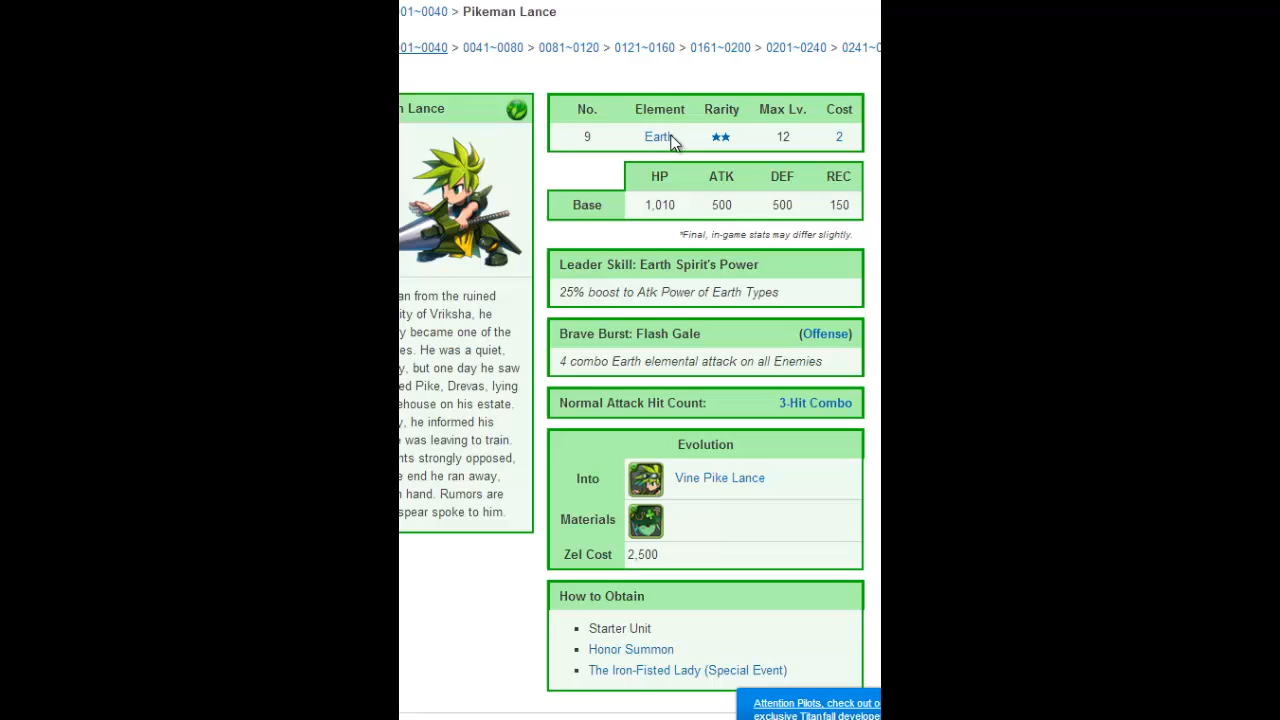 01~0040 > Pikeman Lance
01~0040 > 0041~0080 > 0081~0120 > 0121~0160 > 0161~0200 > 0201~0240 > 0241~0
n Lance
an from the ruined
ity of Vriksha, he
y became one of the
es. He was a quiet,
y, but one day he saw
ed Pike, Drevas, lying
ehouse on his estate.
y, he informed his
e was leaving to train.
nts strongly opposed,
e end he ran away,
n hand. Rumors are
spear spoke to him.
No. Element Rarity Max Lv. Cost
9 Earth ★★ 12 2
HP ATK DEF REC
Base 1,010 500 500 150
*Final, in-game stats may differ slightly.
Leader Skill: Earth Spirit's Power
25% boost to Atk Power of Earth Types
Brave Burst: Flash Gale (Offense)
4 combo Earth elemental attack on all Enemies
Normal Attack Hit Count: 3-Hit Combo
Evolution
Into Vine Pike Lance
Materials
Zel Cost 2,500
How to Obtain
▪ Starter Unit
▪ Honor Summon
▪ The Iron-Fisted Lady (Special Event)
Attention Pilots, check out o
exclusive Titanfall develope